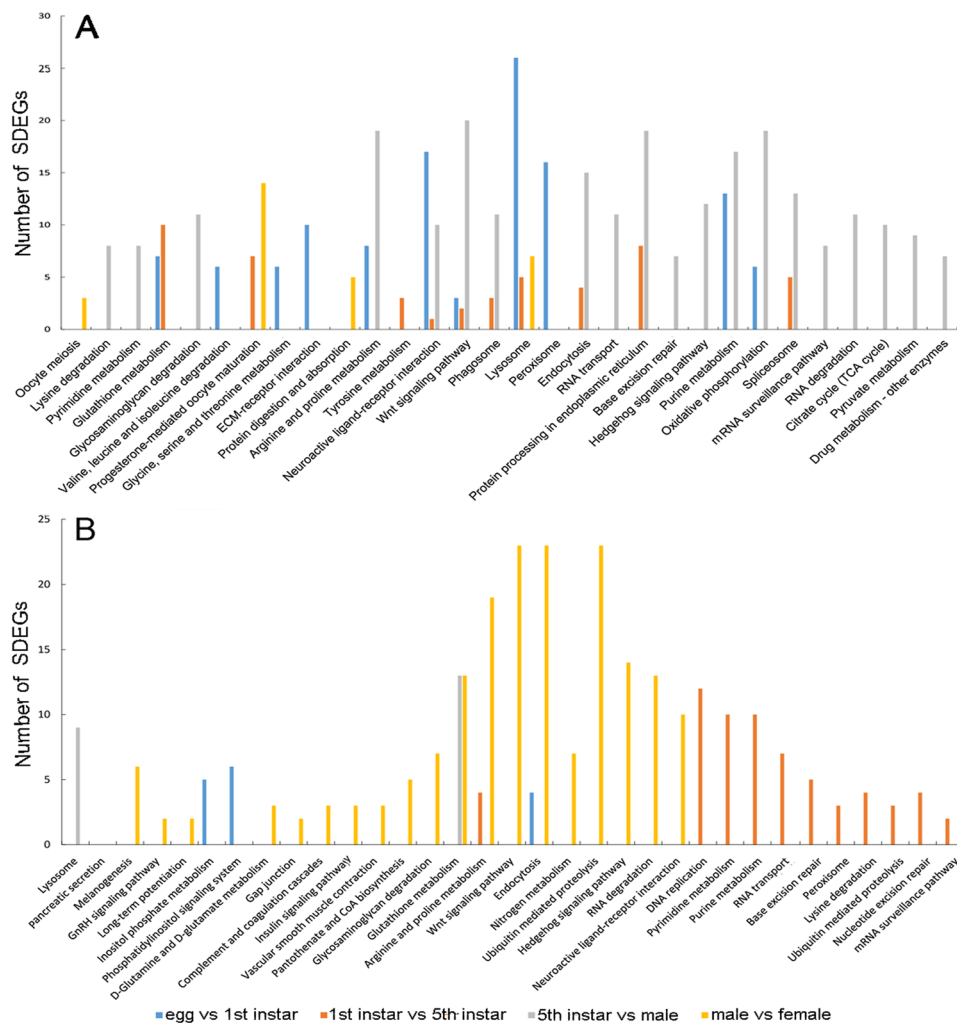 A
Number of SDEGs
30
25
20
15
10
5
0
Oocyte meiosis
Lysine degradation
Pyrimidine metabolism
Glutathione metabolism
Glycosaminoglycan degradation
Valine, leucine and isoleucine degradation
Progesterone-mediated oocyte maturation
Glycine, serine and threonine metabolism
ECM-receptor interaction
Protein digestion and absorption
Arginine and proline metabolism
Tyrosine metabolism
Neuroactive ligand-receptor interaction
Wnt signaling pathway
Phagosome
Lysosome
Peroxisome
Endocytosis
RNA transport
Protein processing in endoplasmic reticulum
Base excision repair
Hedgehog signaling pathway
Purine metabolism
Oxidative phosphorylation
Spliceosome
mRNA surveillance pathway
RNA degradation
Citrate cycle (TCA cycle)
Pyruvate metabolism
Drug metabolism - other enzymes
B
Number of SDEGs
25
20
15
10
5
0
Lysosome
Pancreatic secretion
Melanogenesis
GnRH signaling pathway
Long-term potentiation
Inositol phosphate metabolism
Phosphatidylinositol signaling system
D-Glutamine and D-glutamate metabolism
Gap junction
Complement and coagulation cascades
Insulin signaling pathway
Vascular smooth muscle contraction
Pantothenate and CoA biosynthesis
Glycosaminoglycan degradation
Glutathione metabolism
Arginine and proline metabolism
Wnt signaling pathway
Endocytosis
Nitrogen metabolism
Ubiquitin mediated proteolysis
Hedgehog signaling pathway
RNA degradation
Neuroactive ligand-receptor interaction
DNA replication
Pyrimidine metabolism
Purine metabolism
RNA transport
Base excision repair
Peroxisome
Lysine degradation
Ubiquitin mediated proteolysis
Nucleotide excision repair
mRNA surveillance pathway
egg vs 1st instar
1st instar vs 5th instar
5th instar vs male
male vs female